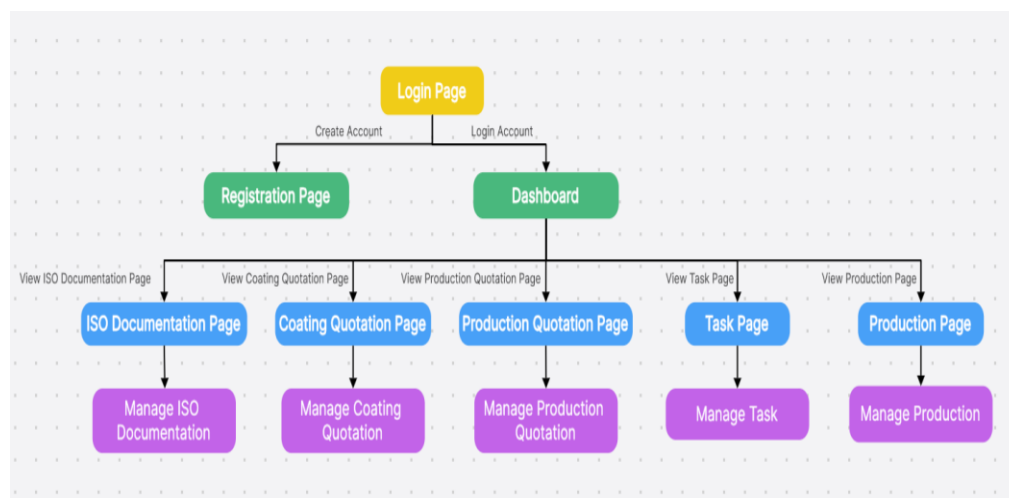 Login Page
Create Account
Login Account
Registration Page
Dashboard
View ISO Documentation Page
View Coating Quotation Page
View Production Quotation Page
View Task Page
View Production Page
ISO Documentation Page
Coating Quotation Page
Production Quotation Page
Task Page
Production Page
Manage ISO
Documentation
Manage Coating
Quotation
Manage Production
Quotation
Manage Task
Manage Production